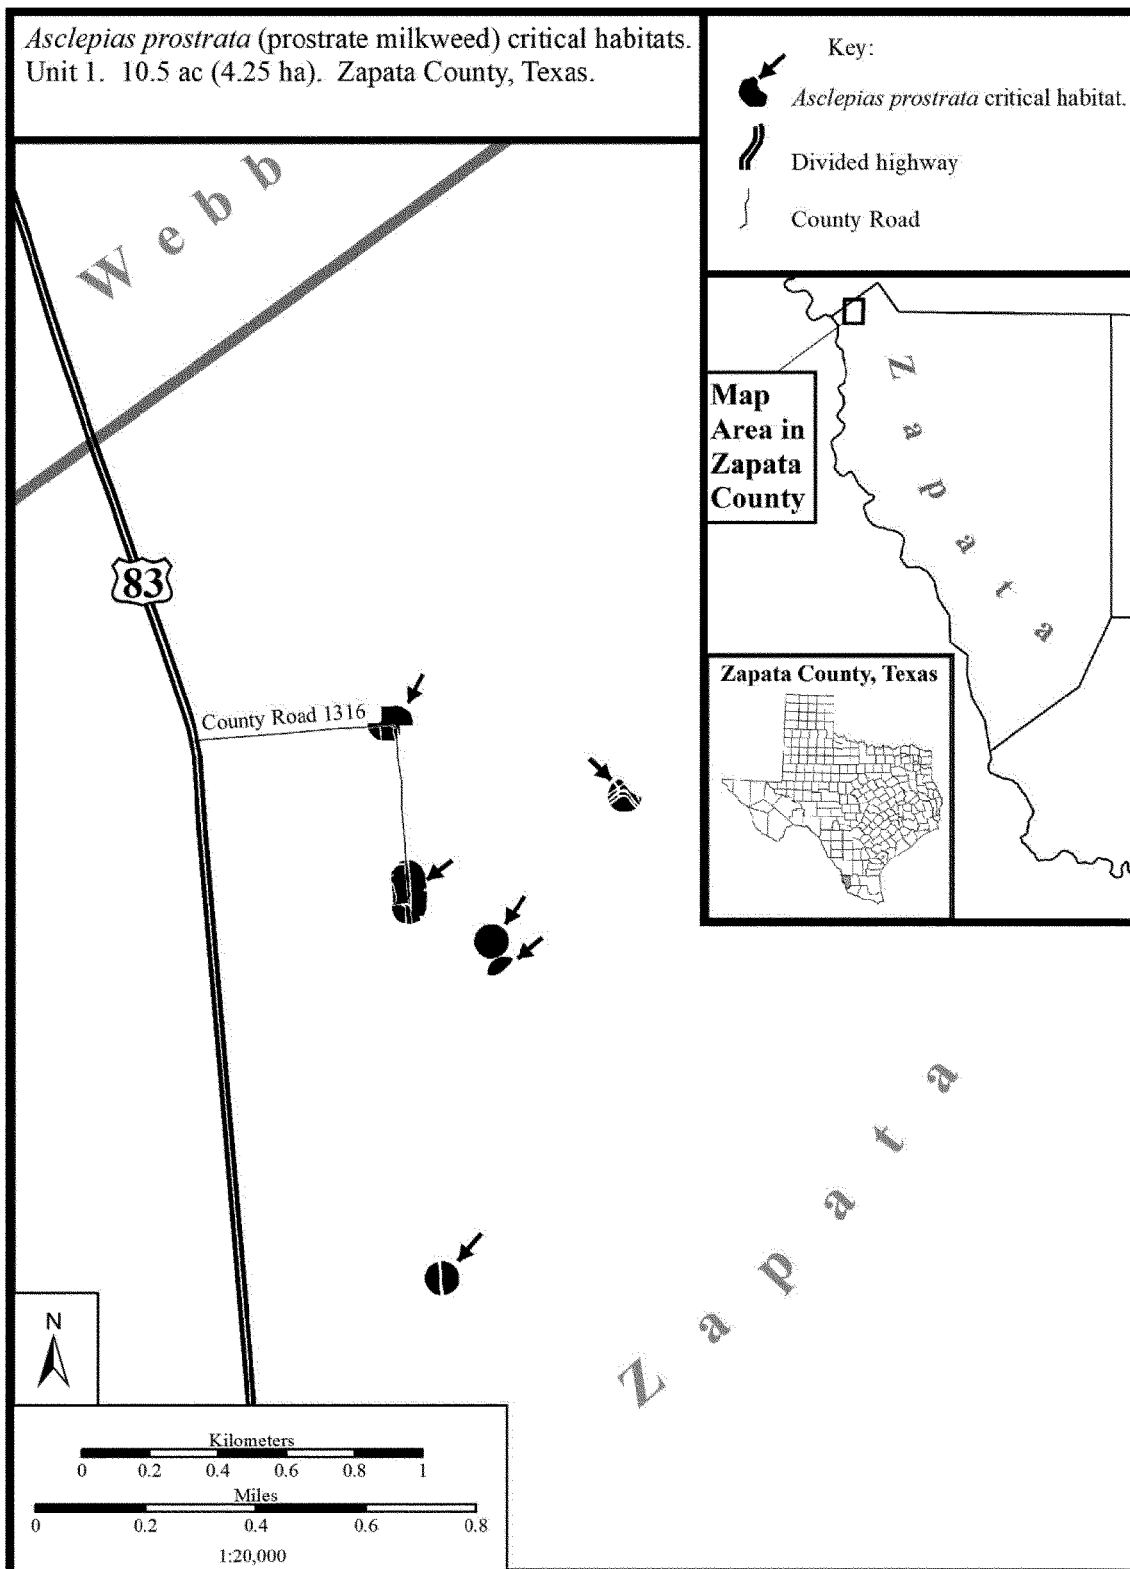 Asclepias prostrata (prostrate milkweed) critical habitats.
Unit 1. 10.5 ac (4.25 ha). Zapata County, Texas.
Key:
Asclepias prostrata critical habitat.
Divided highway
County Road
Webb
Zapata
Map
Area in
Zapata
County
83
Zapata County, Texas
County Road 1316
Zapata
N
Kilometers
0 0.2 0.4 0.6 0.8 1
Miles
0 0.2 0.4 0.6 0.8
1:20,000